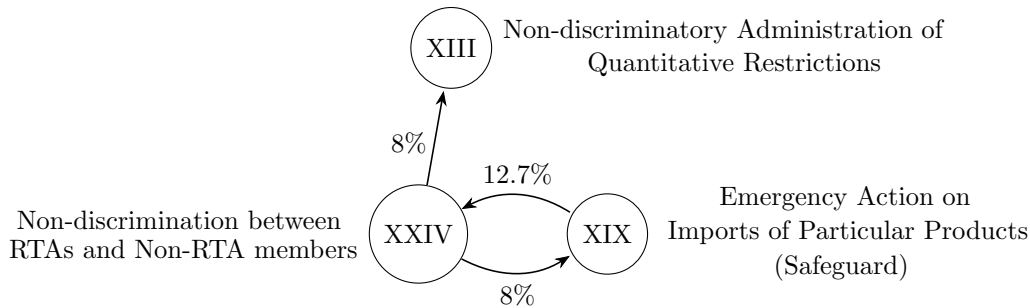 XIII
Non-discriminatory Administration of
Quantitative Restrictions
8%
12.7%
Non-discrimination between
RTAs and Non-RTA members
XXIV
XIX
Emergency Action on
Imports of Particular Products
(Safeguard)
8%